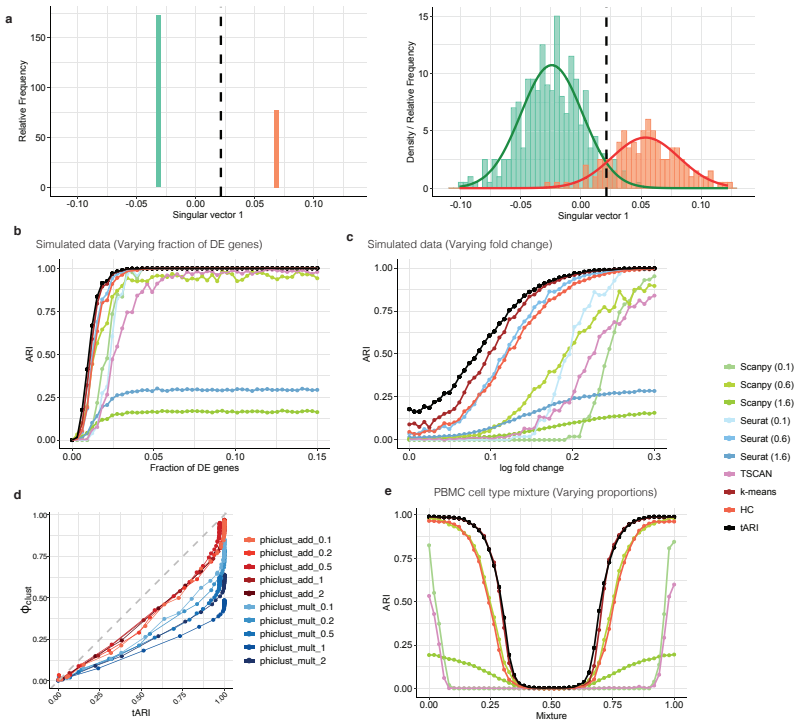 a
Relative Frequency
150
100
50
0
-0.10
-0.05
0.00
0.05
0.10
Singular vector 1
Density / Relative Frequency
15
10
5
0
-0.10
-0.05
0.00
0.05
0.10
Singular vector 1
b
Simulated data (Varying fraction of DE genes)
ARI
1.00
0.75
0.50
0.25
0.00
0.00
0.05
0.10
0.15
Fraction of DE genes
c
Simulated data (Varying fold change)
ARI
1.00
0.75
0.50
0.25
0.00
0.0
0.1
0.2
0.3
log fold change
Scanpy (0.1)
Scanpy (0.6)
Scanpy (1.6)
Seurat (0.1)
Seurat (0.6)
Seurat (1.6)
TSCAN
k-means
HC
tARI
d
Φclust
1.00
0.75
0.50
0.25
0.00
0.00
0.25
0.50
0.75
1.00
tARI
phiclust_add_0.1
phiclust_add_0.2
phiclust_add_0.5
phiclust_add_1
phiclust_add_2
phiclust_mult_0.1
phiclust_mult_0.2
phiclust_mult_0.5
phiclust_mult_1
phiclust_mult_2
e
PBMC cell type mixture (Varying proportions)
ARI
1.00
0.75
0.50
0.25
0.00
0.00
0.25
0.50
0.75
1.00
Mixture